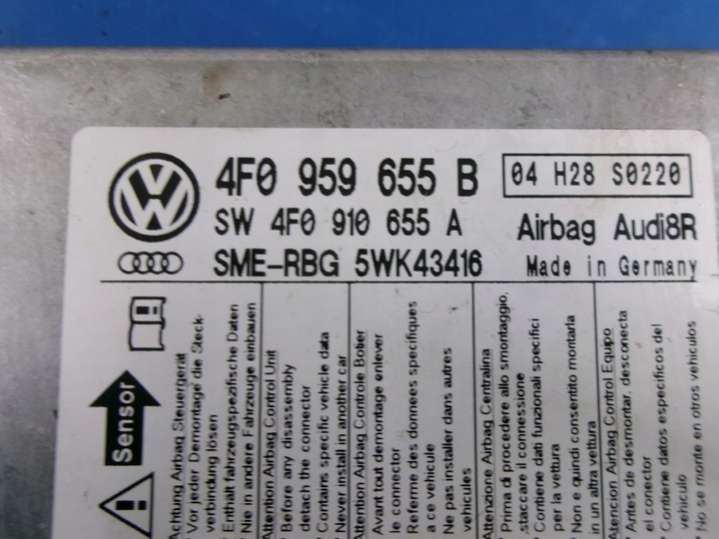 4F0 959 655 B
04 H28 S0220
SW 4F0 910 655 A
Airbag Audi8R
SME-RBG 5WK43416
Made in Germany
Sensor
Achtung Airbag Steuergerät
* Vor jeder Demontage die Steck-
verbindung lösen
* Enthält fahrzeugspezifische Daten
* Nie in andere Fahrzeuge einbauen
Attention Airbag Control Unit
* Before any disassembly
detach the connector
* Contains specific vehicle data
* Never install in another car
Attention Airbag Controle Boitier
Avant tout demontage enlever
le connector
Referme des donnees specifiques
a ce vehicule
Ne pas installer dans autres
vehicules
Attenzione Airbag Centralina
* Prima di procedere allo smontaggio,
staccare il connessione
* Contiene dati funzionali specifici
per la vettura
* Non e quindi consentito montarla
in un altra vettura
Atencion Airbag Control Equipo
* Antes de desmontar, desconecta
el conector
* Contiene datos especificos del
vehiculo
* No se monte en otros vehiculos